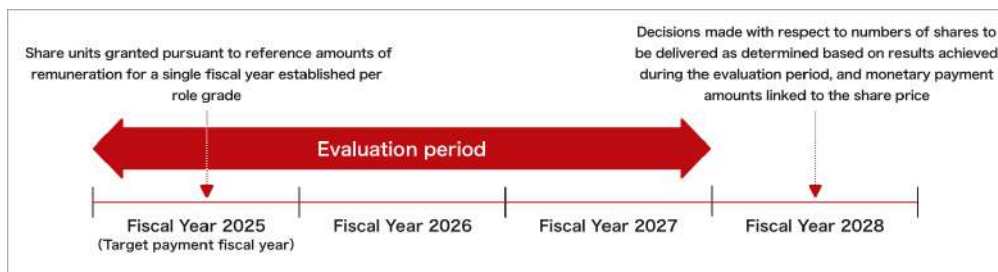 Share units granted pursuant to reference amounts of
remuneration for a single fiscal year established per
role grade
Decisions made with respect to numbers of shares to
be delivered as determined based on results achieved
during the evaluation period, and monetary payment
amounts linked to the share price
Evaluation period
Fiscal Year 2025
(Target payment fiscal year)
Fiscal Year 2026
Fiscal Year 2027
Fiscal Year 2028